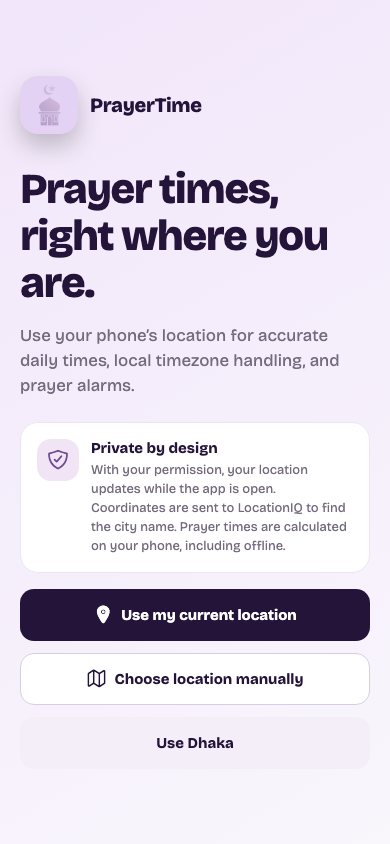 PrayerTime
Prayer times,
right where you
are.
Use your phone's location for accurate
daily times, local timezone handling, and
prayer alarms.
Private by design
With your permission, your location
updates while the app is open.
Coordinates are sent to LocationIQ to find
the city name. Prayer times are calculated
on your phone, including offline.
Use my current location
Choose location manually
Use Dhaka